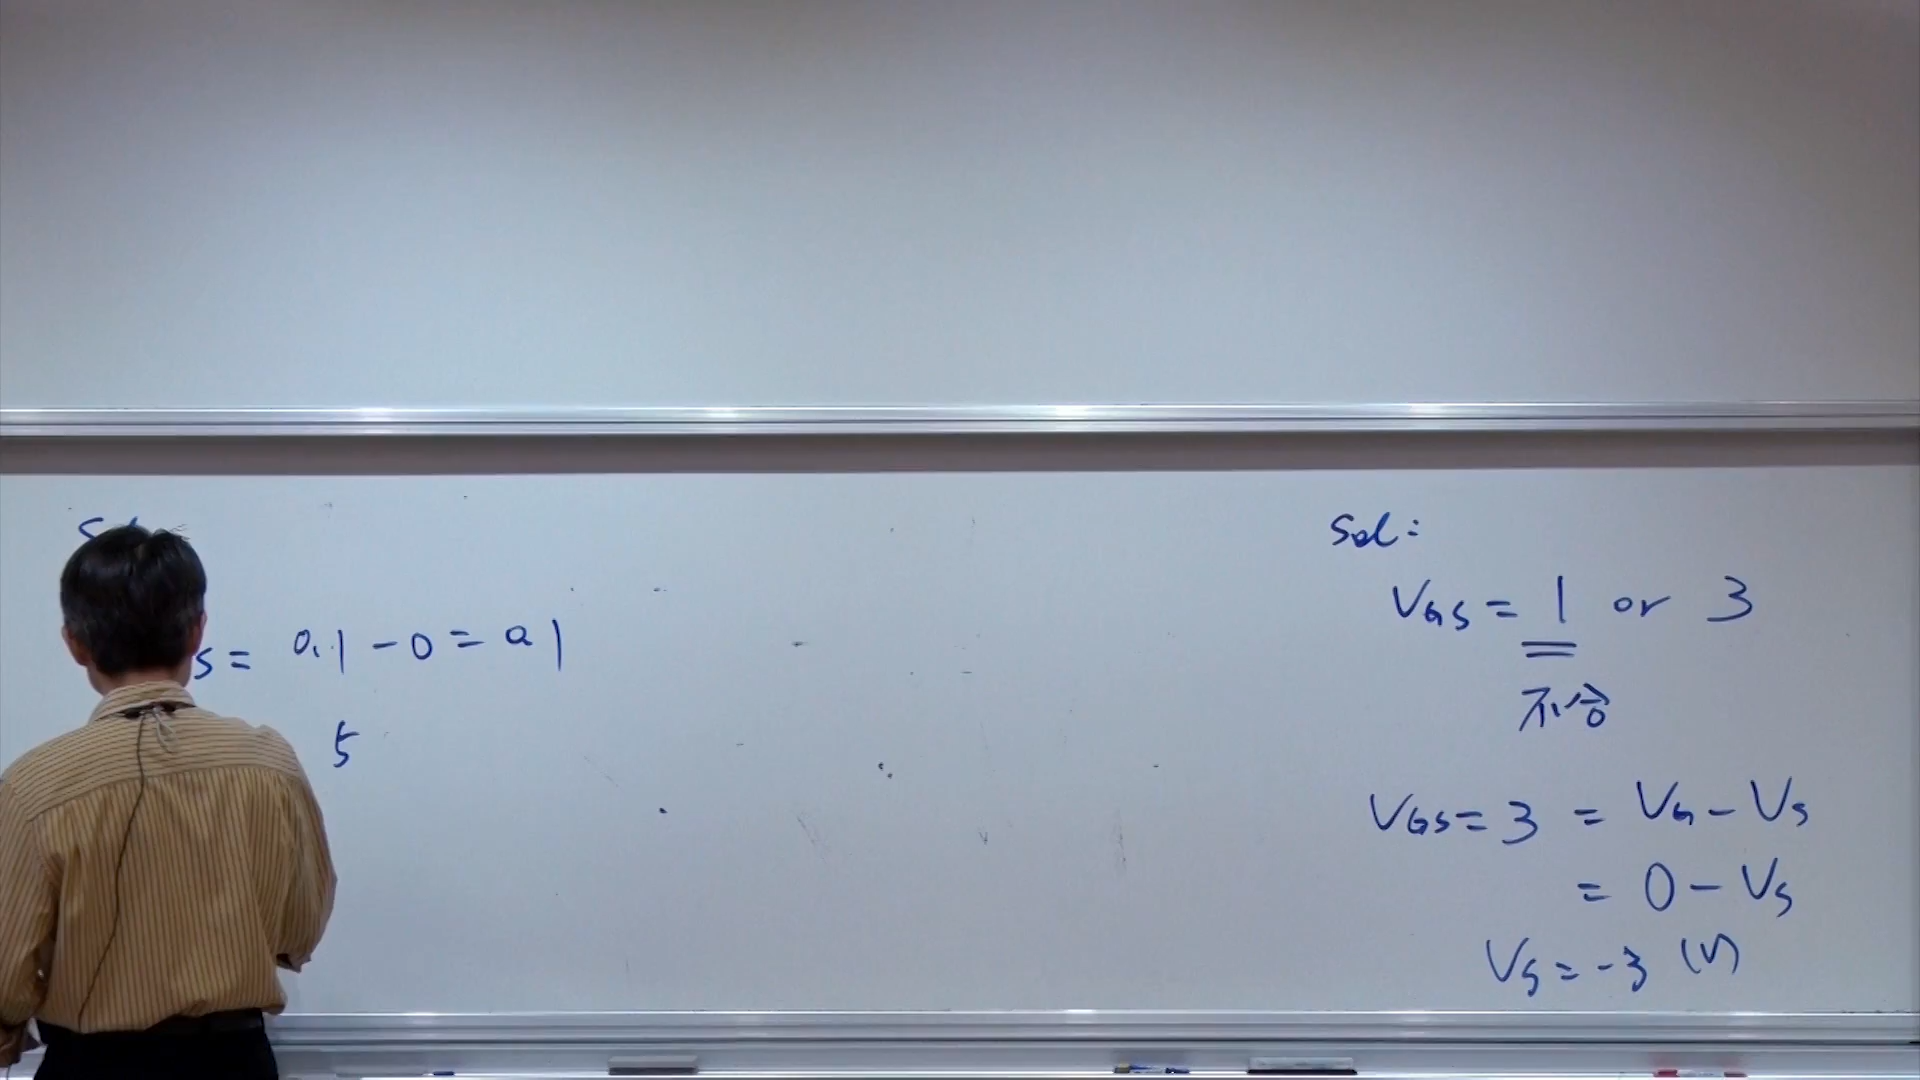 S = 0.1 - 0 = 0.1
5
Sol:
VGS = 1 or 3
不合
VGS = 3 = VG - VS
= 0 - VS
VS = -3 (V)